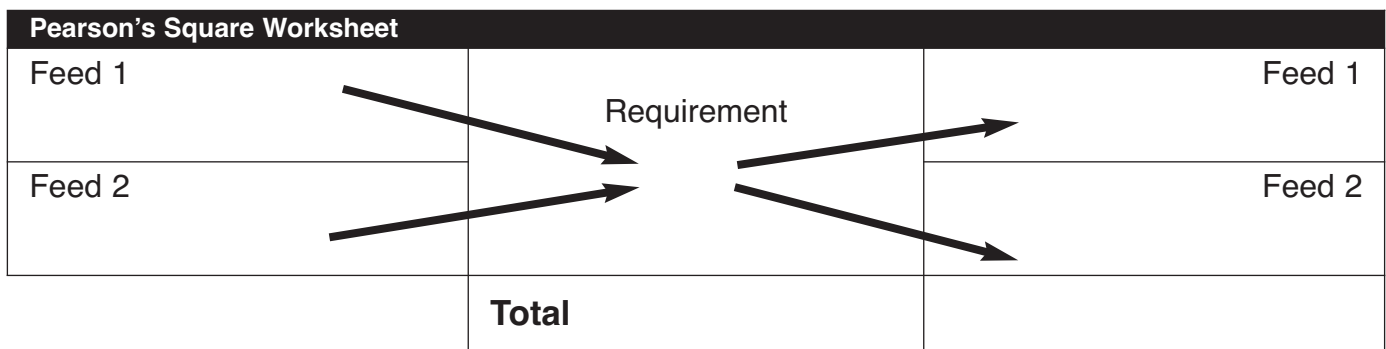 Pearson’s Square Worksheet
Feed 1
Requirement
Feed 1
Feed 2
Feed 2
Total